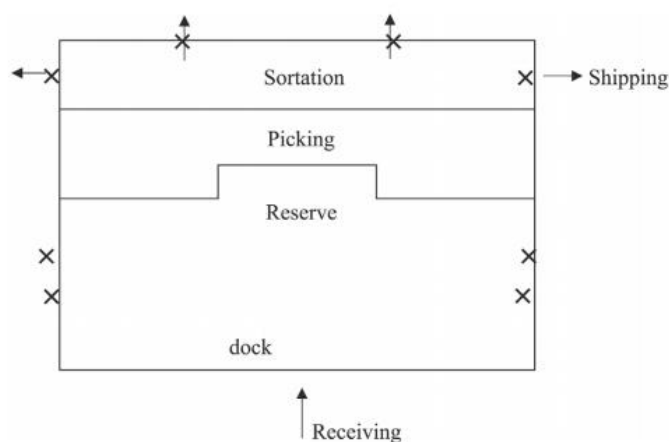 Sortation
Shipping
Picking
Reserve
dock
Receiving